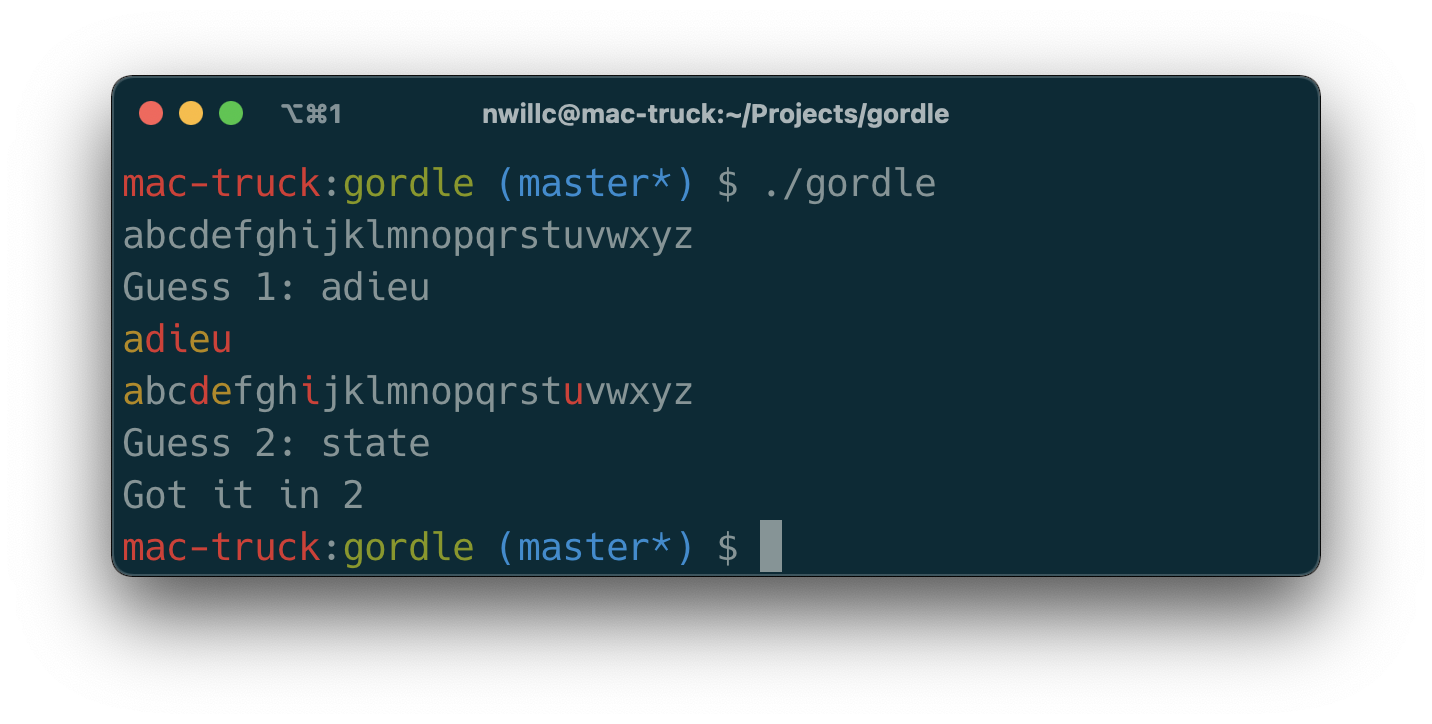 ⌥⌘1 nwillc@mac-truck:~/Projects/gordle
mac-truck:gordle (master*) $ ./gordle
abcdefghijklmnopqrstuvwxyz
Guess 1: adieu
adieu
abcdefghijklmnopqrstuvwxyz
Guess 2: state
Got it in 2
mac-truck:gordle (master*) $